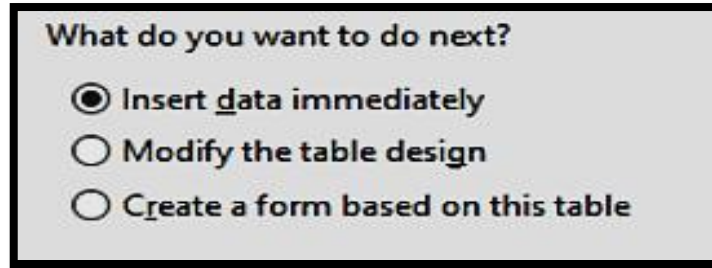 What do you want to do next?
Insert data immediately
Modify the table design
Create a form based on this table